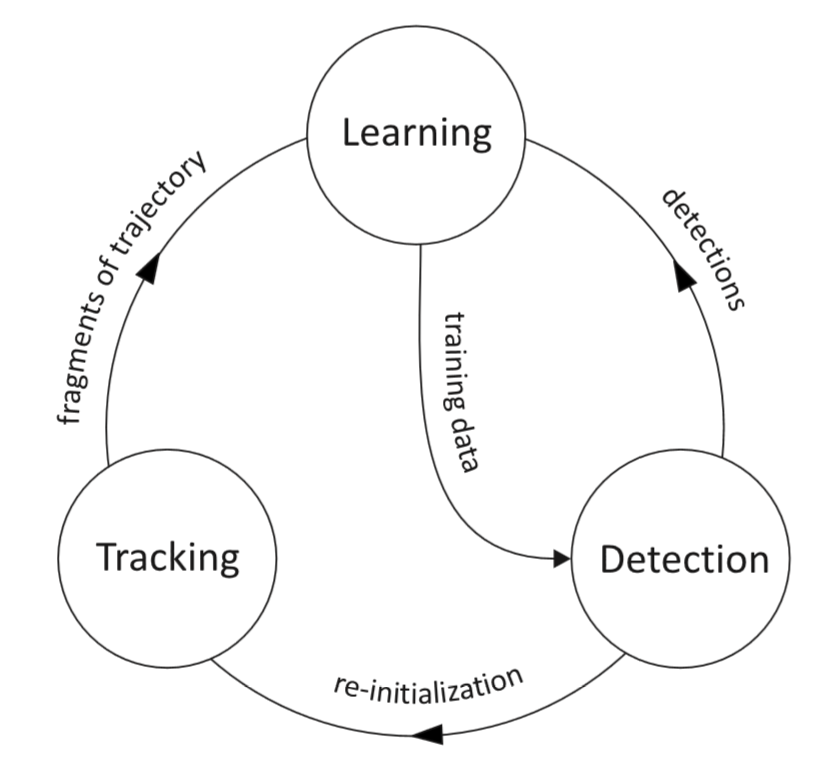 Learning
fragments of trajectory
detections
training data
Tracking
Detection
re-initialization